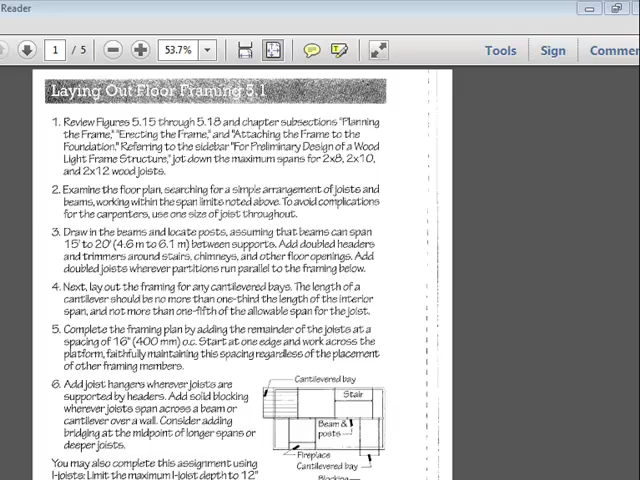 Reader
1 / 5
53.7%
Tools
Sign
Commen
Laying Out Floor Framing 5.1
1. Review Figures 5.15 through 5.18 and chapter subsections "Planning
the Frame," "Erecting the Frame," and "Attaching the Frame to the
Foundation." Referring to the sidebar "For Preliminary Design of a Wood
Light Frame Structure," jot down the maximum spans for 2x8, 2x10,
and 2x12 wood joists.
2. Examine the floor plan, searching for a simple arrangement of joists and
beams, working within the span limits noted above. To avoid complications
for the carpenters, use one size of joist throughout.
3. Draw in the beams and locate posts, assuming that beams can span
15' to 20' (4.6 m to 6.1 m) between supports. Add doubled headers
and trimmers around stairs, chimneys, and other floor openings. Add
doubled joists wherever partitions run parallel to the framing below.
4. Next, lay out the framing for any cantilevered bays. The length of a
cantilever should be no more than one-third the length of the interior
span, and not more than one-fifth of the allowable span for the joist.
5. Complete the framing plan by adding the remainder of the joists at a
spacing of 16" (400 mm) o.c. Start at one edge and work across the
platform, faithfully maintaining this spacing regardless of the placement
of other framing members.
6. Add joist hangers wherever joists are
supported by headers. Add solid blocking
wherever joists span across a beam or
cantilever over a wall. Consider adding
bridging at the midpoint of longer spans or
deeper joists.
You may also complete this assignment using
I-joists: Limit the maximum I-joist depth to 12"
Cantilevered bay
Stair
Beam &
posts
Fireplace
Cantilevered bay
Blocking